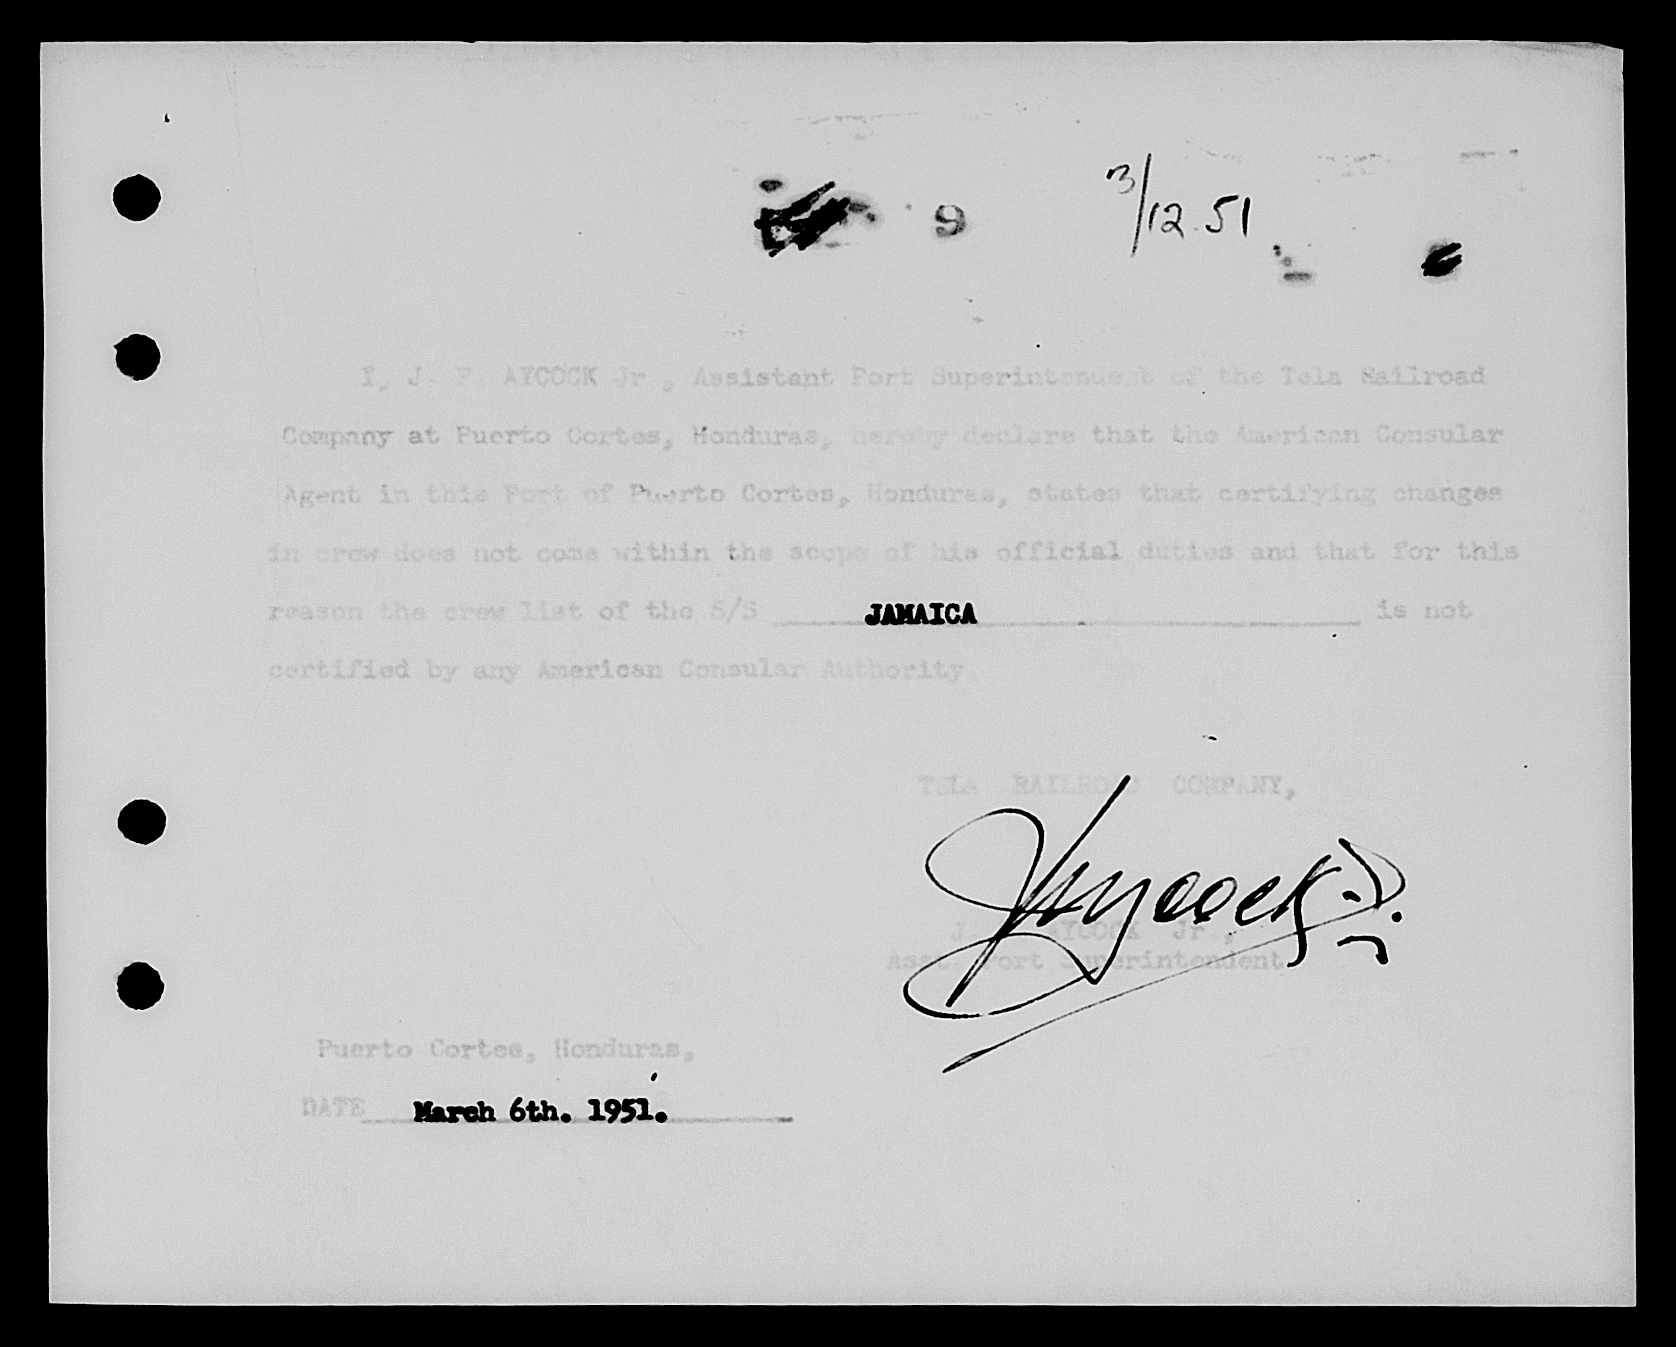 9
3/12.51
I, J. F. AYCOCK Jr., Assistant Port Superintendent of the Tela Railroad
Company at Puerto Cortes, Honduras, hereby declare that the American Consular
Agent in this Port of Puerto Cortes, Honduras, states that certifying changes
in crew does not come within the scope of his official duties and that for this
reason the crew list of the S/S JAMAICA is not
certified by any American Consular Authority.
TELA RAILROAD COMPANY,
J. AYCOCK Jr.,
Asst. Port Superintendent
Puerto Cortes, Honduras,
DATE March 6th. 1951.